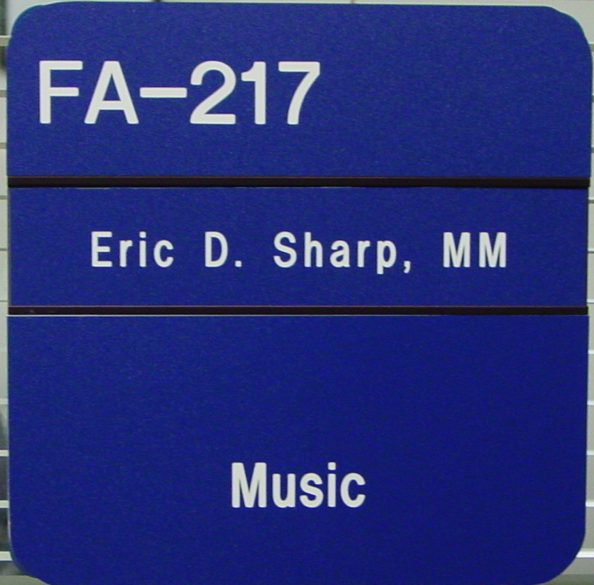 FA-217
Eric D. Sharp, MM
Music